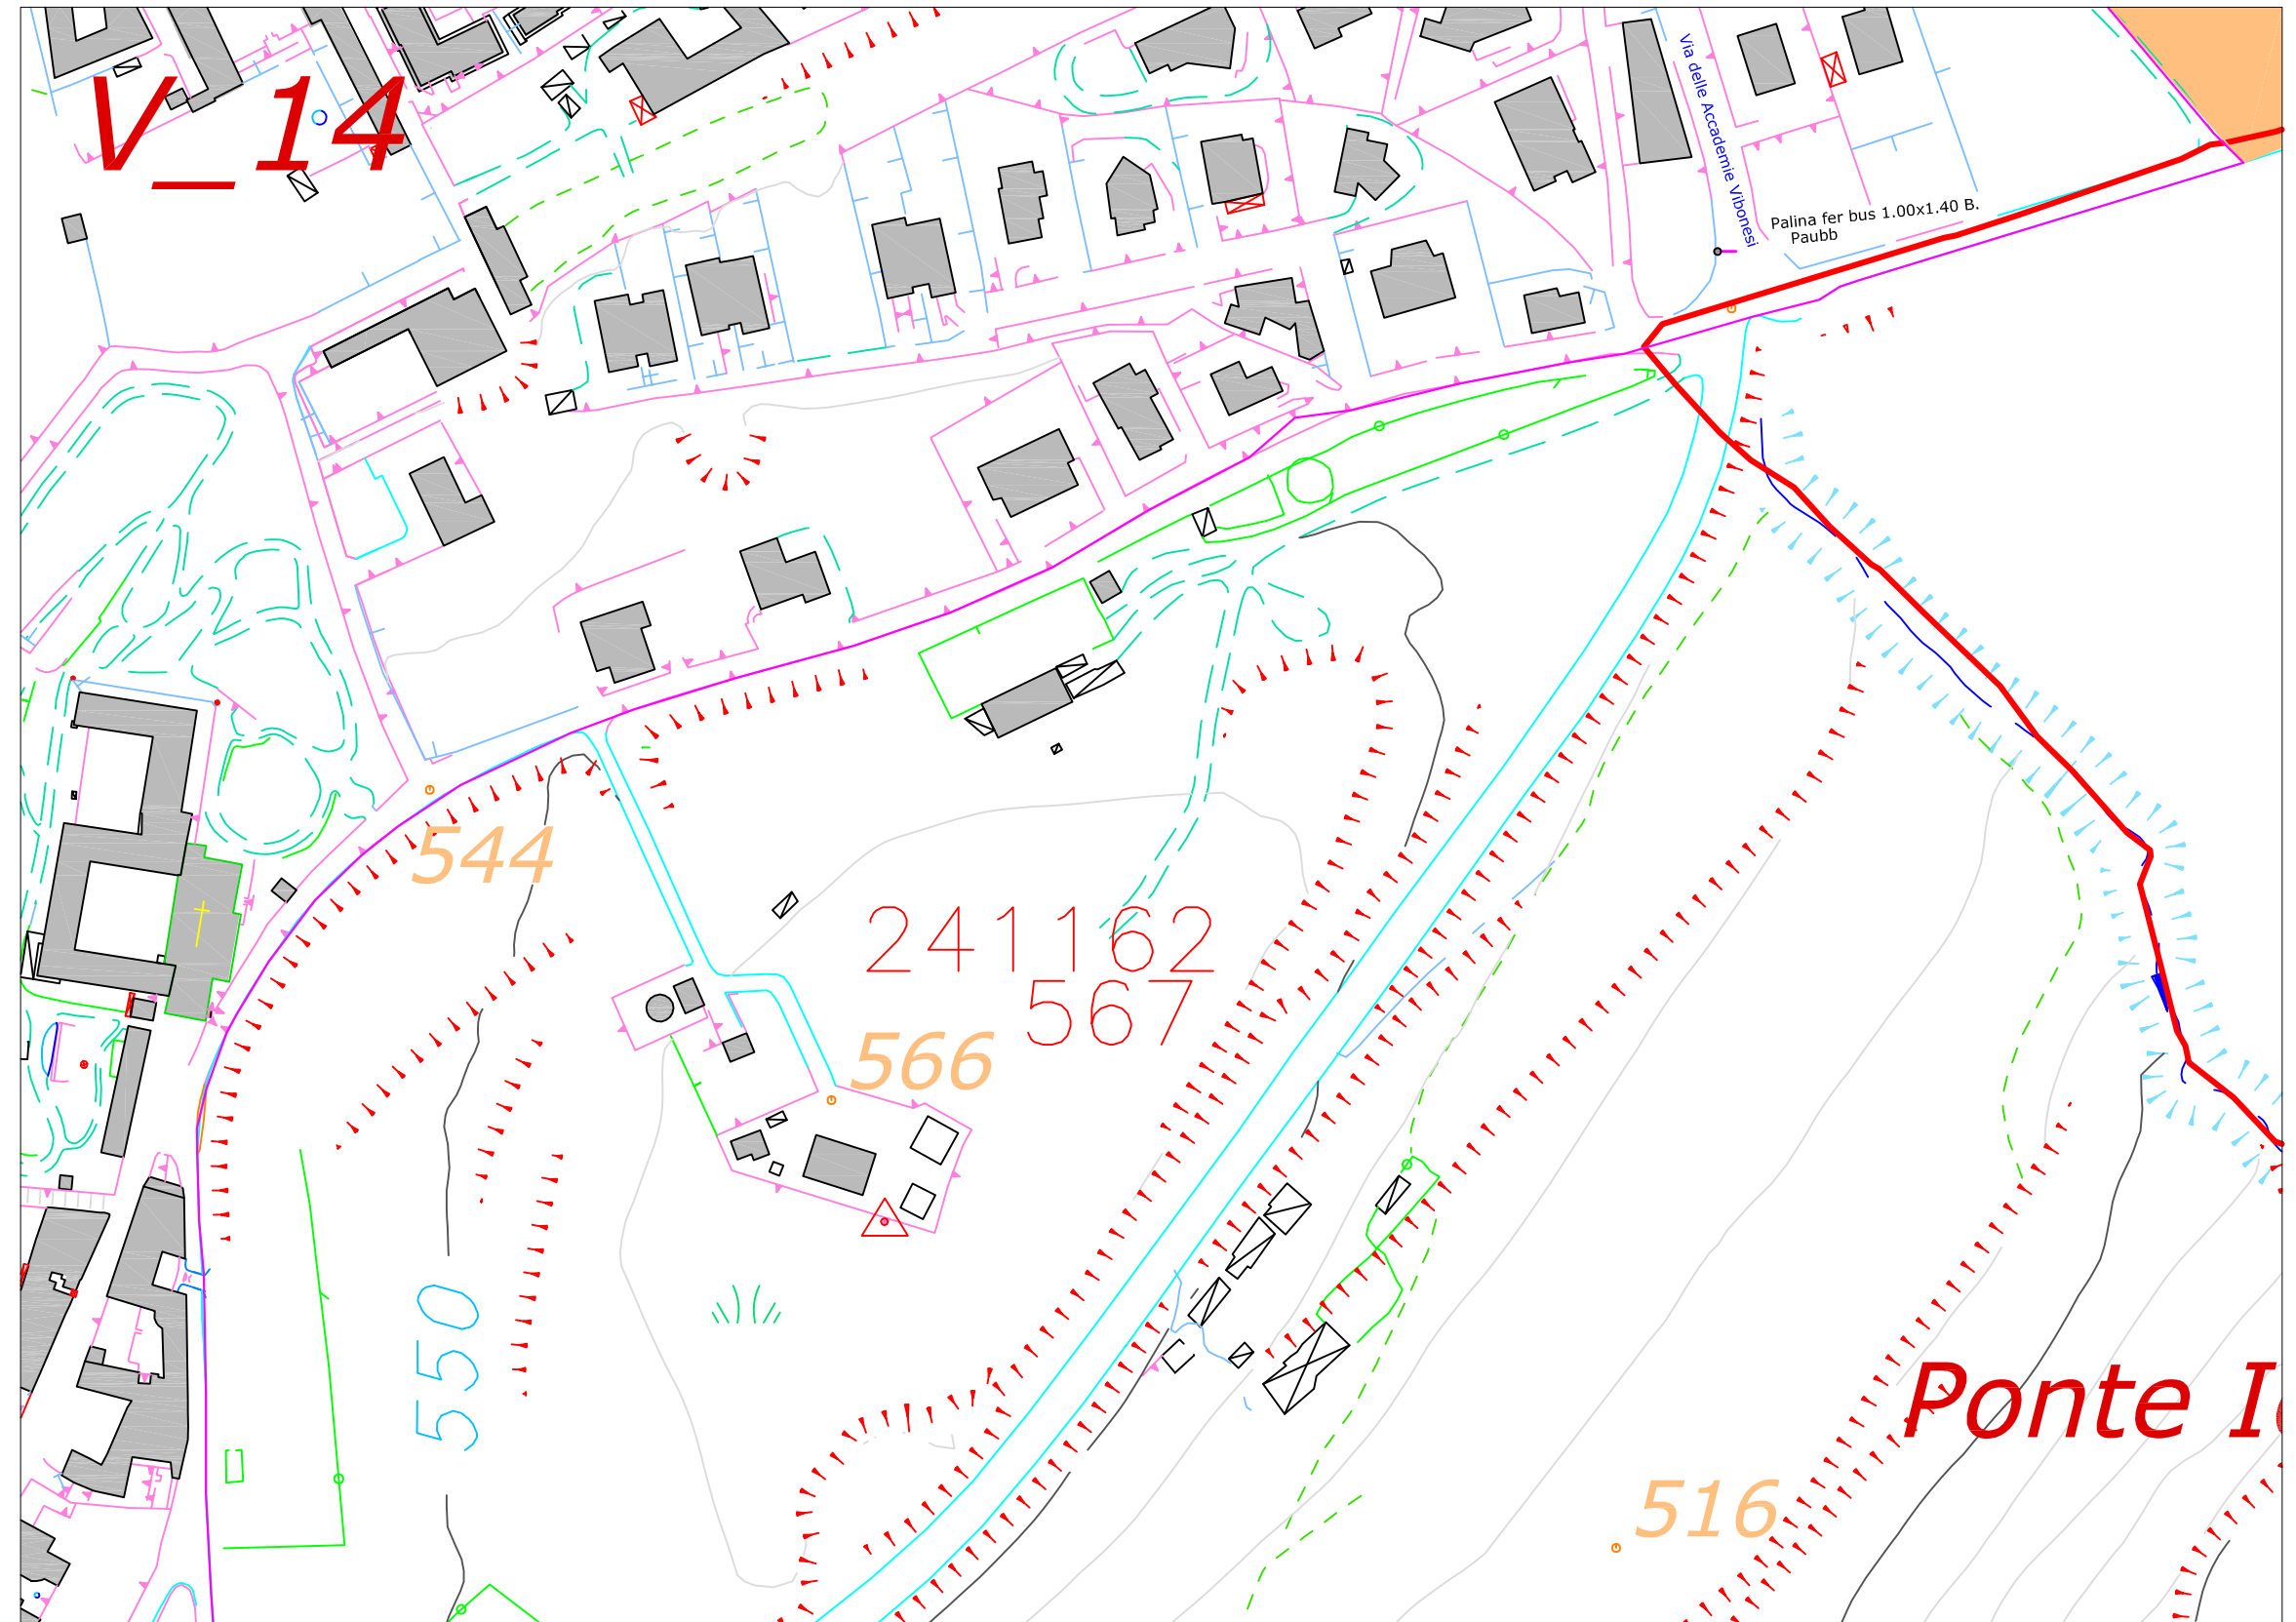 V_14
Via delle Accademie Vibonesi
Palina fer bus 1.00x1.40 B.
Paubb
544
241162
567
566
550
Ponte
516